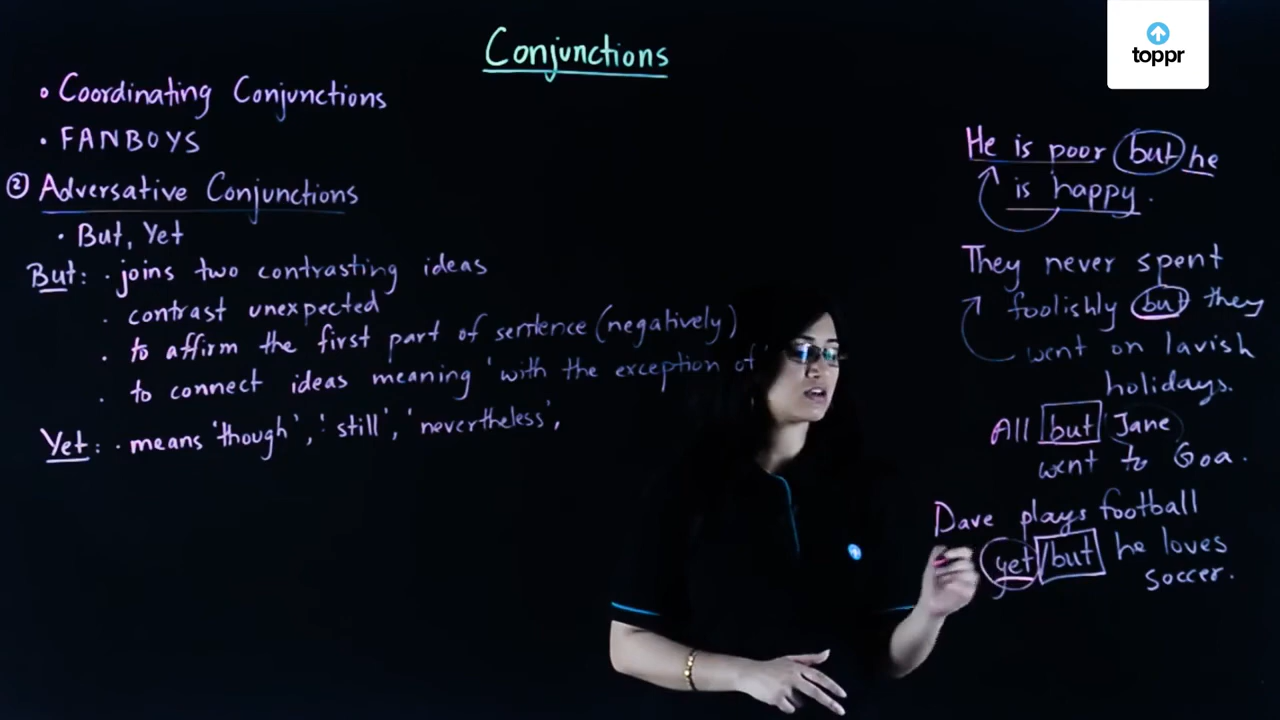 Conjunctions
toppr
• Coordinating Conjunctions
• FANBOYS
② Adversative Conjunctions
• But, Yet
But: • joins two contrasting ideas
• contrast unexpected
• to affirm the first part of sentence (negatively)
• to connect ideas meaning 'with the exception of'
Yet: • means 'though', 'still', 'nevertheless',
He is poor but he
is happy.
They never spent
foolishly but they
went on lavish
holidays.
All but Jane
went to Goa.
Dave plays football
yet/but he loves
soccer.